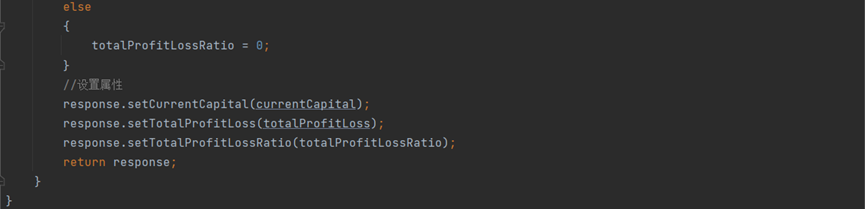 else
{
totalProfitLossRatio = 0;
}
//设置属性
response.setCurrentCapital(currentCapital);
response.setTotalProfitLoss(totalProfitLoss);
response.setTotalProfitLossRatio(totalProfitLossRatio);
return response;
}
}